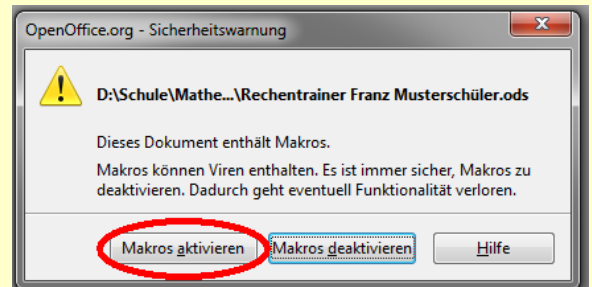 OpenOffice.org - Sicherheitswarnung
D:\Schule\Mathe...\Rechentrainer Franz Musterschüler.ods
Dieses Dokument enthält Makros.
Makros können Viren enthalten. Es ist immer sicher, Makros zu
deaktivieren. Dadurch geht eventuell Funktionalität verloren.
Makros aktivieren Makros deaktivieren Hilfe